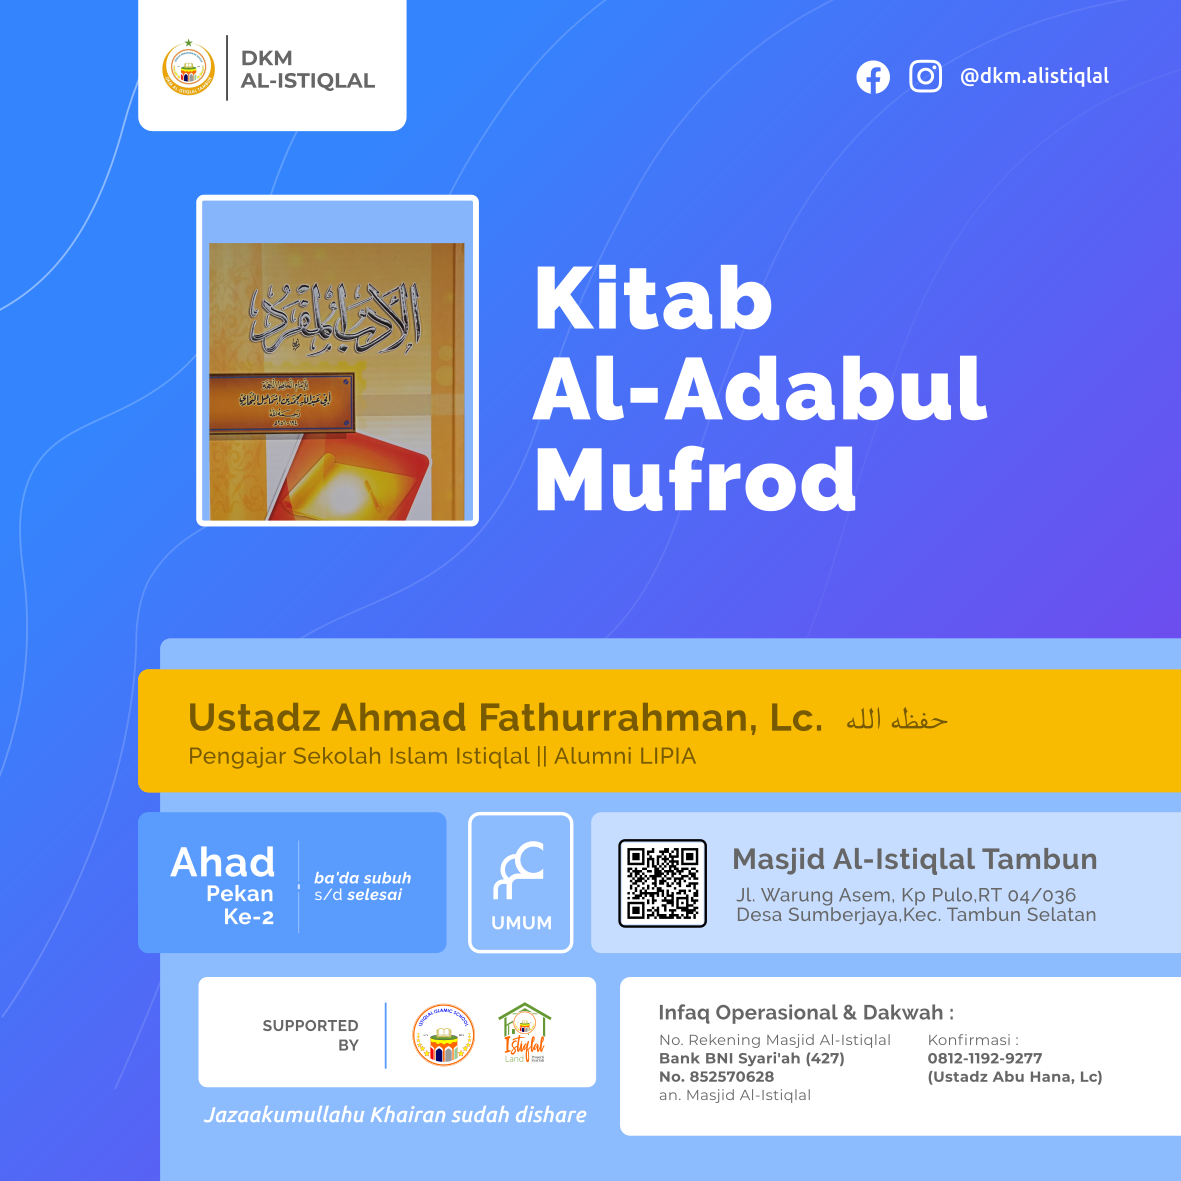 DKM
AL-ISTIQLAL
@dkm.alistiqlal
الأدب المفرد
Kitab
Al-Adabul
Mufrod
Ustadz Ahmad Fathurrahman, Lc. حفظه الله
Pengajar Sekolah Islam Istiqlal || Alumni LIPIA
Ahad
Pekan
Ke-2
ba'da subuh
s/d selesai
UMUM
Masjid Al-Istiqlal Tambun
Jl. Warung Asem, Kp Pulo,RT 04/036
Desa Sumberjaya,Kec. Tambun Selatan
SUPPORTED
BY
ISTIQLAL ISLAMIC SCHOOL
Istiqlal
Land
Jazaakumullahu Khairan sudah dishare
Infaq Operasional & Dakwah :
No. Rekening Masjid Al-Istiqlal
Bank BNI Syari'ah (427)
No. 852570628
an. Masjid Al-Istiqlal
Konfirmasi :
0812-1192-9277
(Ustadz Abu Hana, Lc)